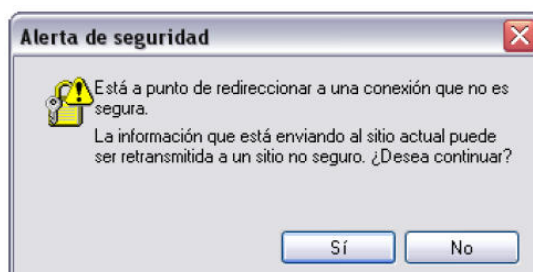 Alerta de seguridad
Está a punto de redireccionar a una conexión que no es
segura.
La información que está enviando al sitio actual puede
ser retransmitida a un sitio no seguro. ¿Desea continuar?
Sí
No